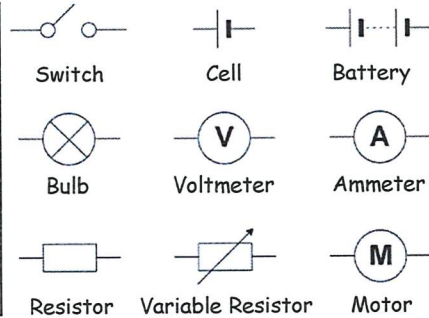 Switch Cell Battery
V A
Bulb Voltmeter Ammeter
M
Resistor Variable Resistor Motor